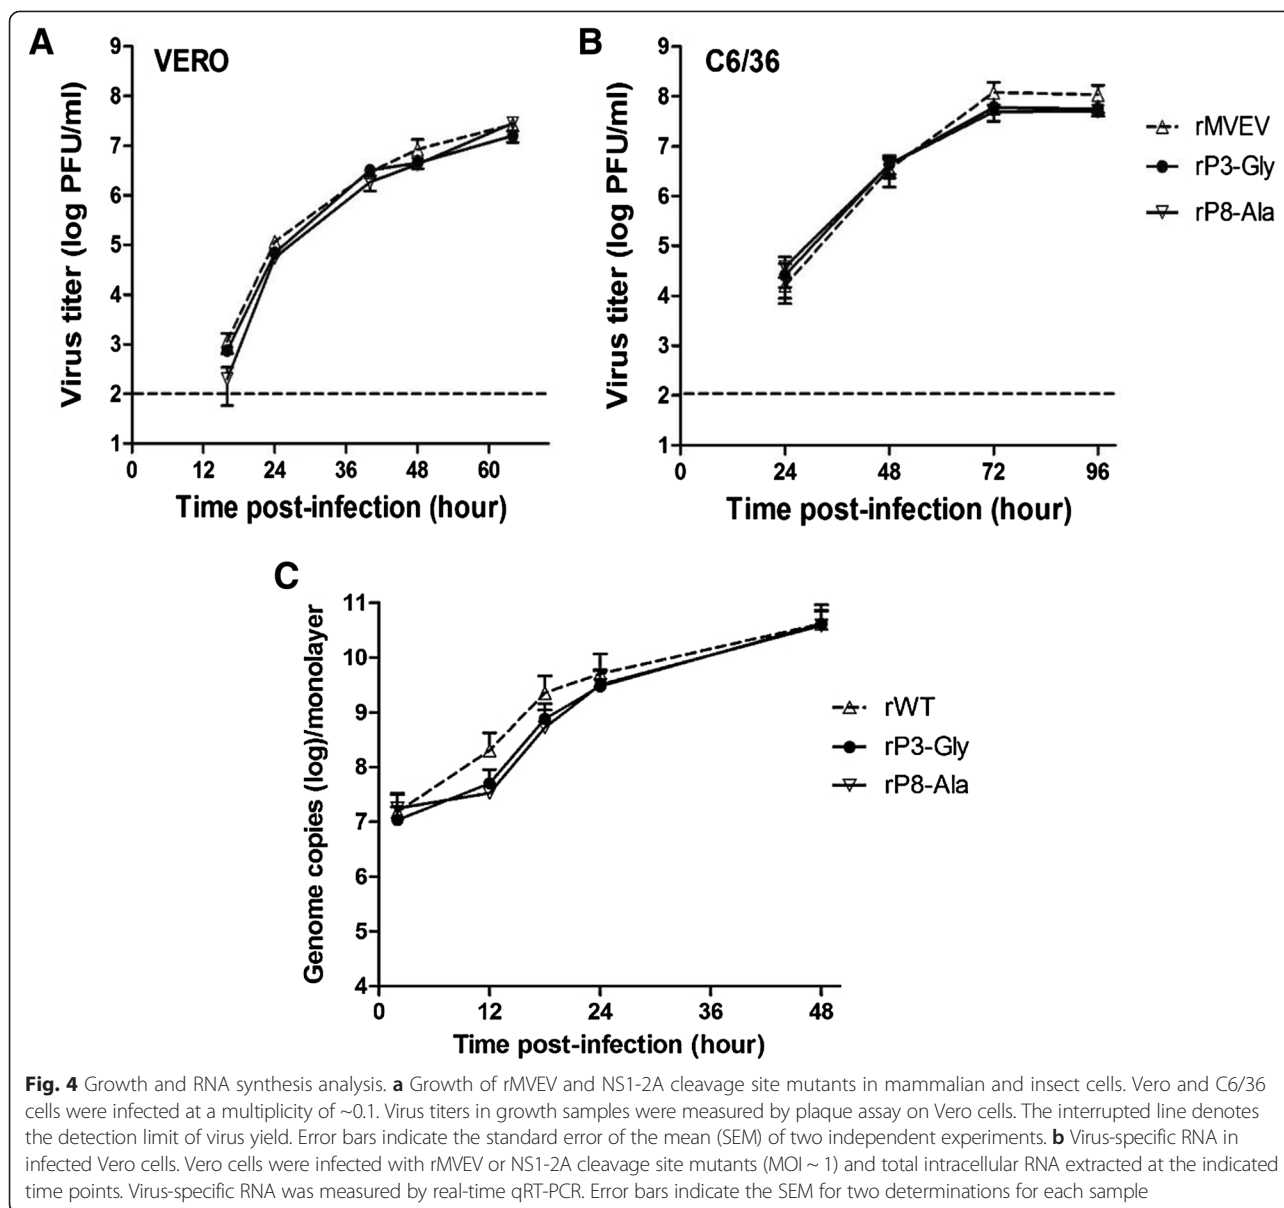 A
VERO
Virus titer (log PFU/ml)
9
8
7
6
5
4
3
2
1
0 12 24 36 48 60
Time post-infection (hour)
B
C6/36
Virus titer (log PFU/ml)
9
8
7
6
5
4
3
2
1
0 24 48 72 96
Time post-infection (hour)
rMVEV
rP3-Gly
rP8-Ala
C
Genome copies (log)/monolayer
11
10
9
8
7
6
5
4
0 12 24 36 48
Time post-infection (hour)
rWT
rP3-Gly
rP8-Ala
Fig. 4 Growth and RNA synthesis analysis. a Growth of rMVEV and NS1-2A cleavage site mutants in mammalian and insect cells. Vero and C6/36
cells were infected at a multiplicity of ~0.1. Virus titers in growth samples were measured by plaque assay on Vero cells. The interrupted line denotes
the detection limit of virus yield. Error bars indicate the standard error of the mean (SEM) of two independent experiments. b Virus-specific RNA in
infected Vero cells. Vero cells were infected with rMVEV or NS1-2A cleavage site mutants (MOI ~ 1) and total intracellular RNA extracted at the indicated
time points. Virus-specific RNA was measured by real-time qRT-PCR. Error bars indicate the SEM for two determinations for each sample